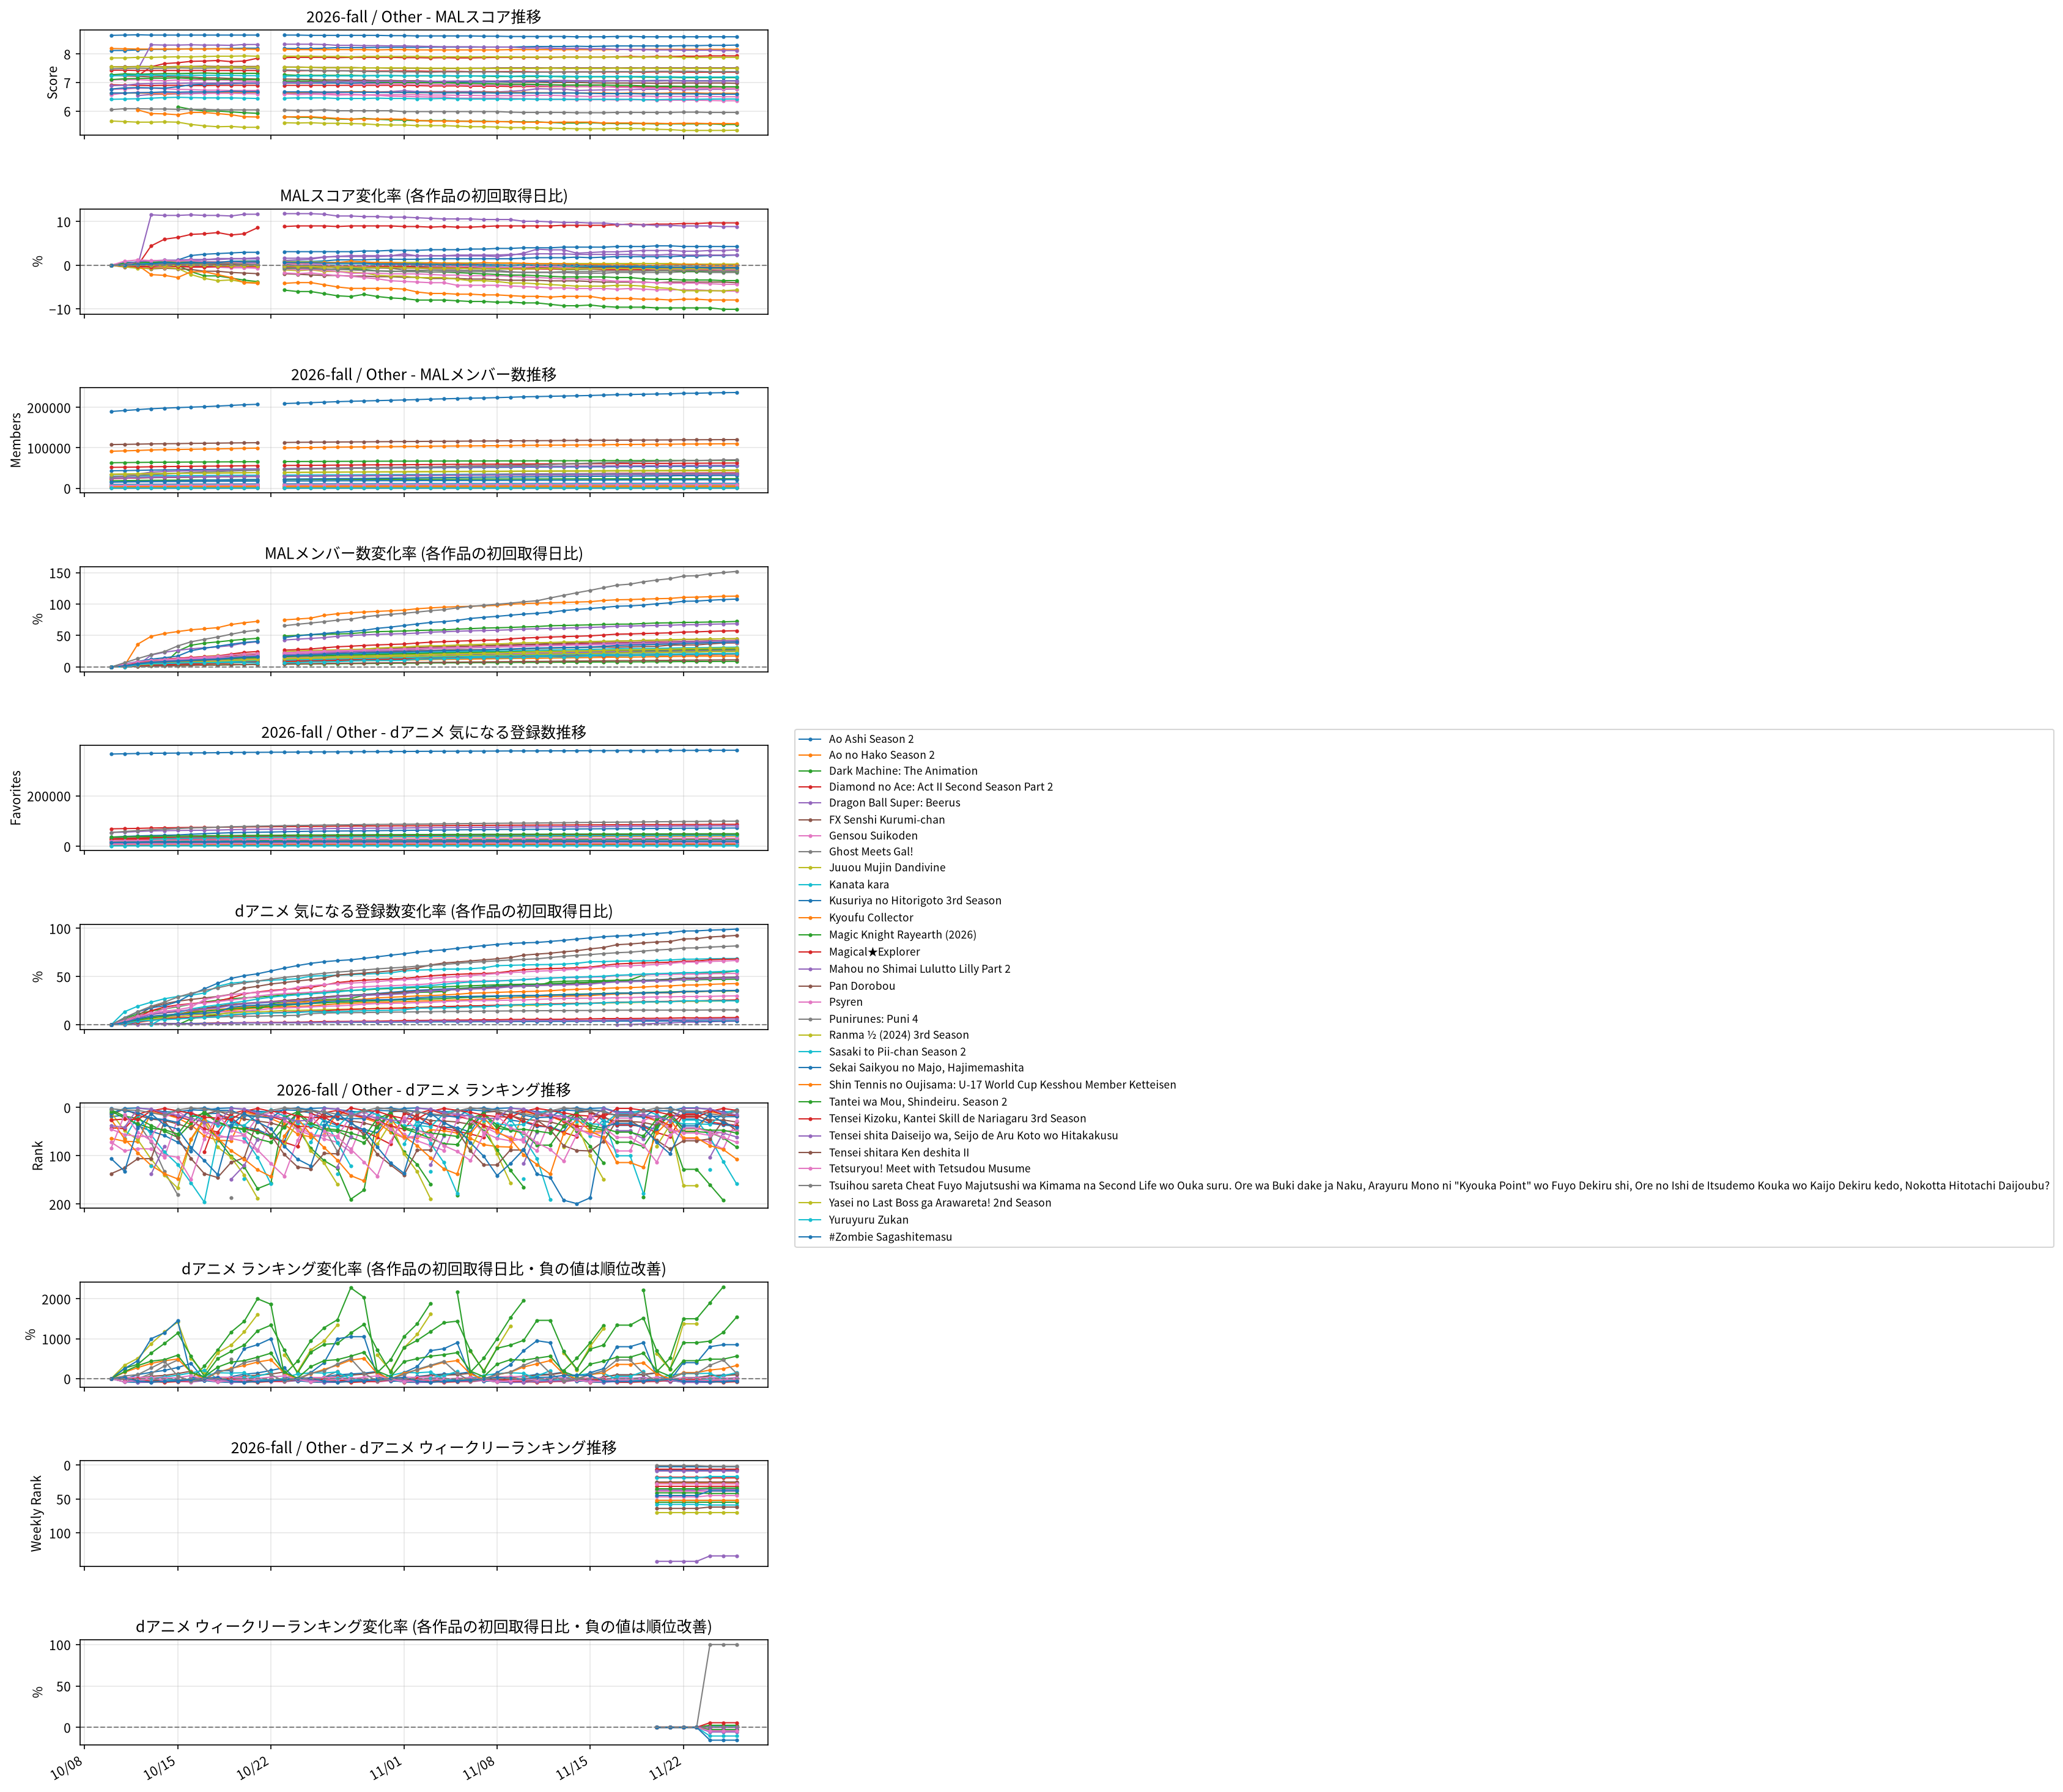 2026-fall / Other - MALスコア推移
Score
8
7
6
MALスコア変化率 (各作品の初回取得日比)
%
10
0
−10
2026-fall / Other - MALメンバー数推移
Members
200000
100000
0
MALメンバー数変化率 (各作品の初回取得日比)
%
150
100
50
0
2026-fall / Other - dアニメ 気になる登録数推移
Favorites
200000
0
dアニメ 気になる登録数変化率 (各作品の初回取得日比)
%
100
50
0
2026-fall / Other - dアニメ ランキング推移
Rank
0
100
200
dアニメ ランキング変化率 (各作品の初回取得日比・負の値は順位改善)
%
2000
1000
0
2026-fall / Other - dアニメ ウィークリーランキング推移
Weekly Rank
0
50
100
dアニメ ウィークリーランキング変化率 (各作品の初回取得日比・負の値は順位改善)
%
100
50
0
10/08
10/15
10/22
11/01
11/08
11/15
11/22
Ao Ashi Season 2
Ao no Hako Season 2
Dark Machine: The Animation
Diamond no Ace: Act II Second Season Part 2
Dragon Ball Super: Beerus
FX Senshi Kurumi-chan
Gensou Suikoden
Ghost Meets Gal!
Juuou Mujin Dandivine
Kanata kara
Kusuriya no Hitorigoto 3rd Season
Kyoufu Collector
Magic Knight Rayearth (2026)
Magical★Explorer
Mahou no Shimai Lulutto Lilly Part 2
Pan Dorobou
Psyren
Punirunes: Puni 4
Ranma ½ (2024) 3rd Season
Sasaki to Pii-chan Season 2
Sekai Saikyou no Majo, Hajimemashita
Shin Tennis no Oujisama: U-17 World Cup Kesshou Member Ketteisen
Tantei wa Mou, Shindeiru. Season 2
Tensei Kizoku, Kantei Skill de Nariagaru 3rd Season
Tensei shita Daiseijo wa, Seijo de Aru Koto wo Hitakakusu
Tensei shitara Ken deshita II
Tetsuryou! Meet with Tetsudou Musume
Tsuihou sareta Cheat Fuyo Majutsushi wa Kimama na Second Life wo Ouka suru. Ore wa Buki dake ja Naku, Arayuru Mono ni "Kyouka Point" wo Fuyo Dekiru shi, Ore no Ishi de Itsudemo Kouka wo Kaijo Dekiru kedo, Nokotta Hitotachi Daijoubu?
Yasei no Last Boss ga Arawareta! 2nd Season
Yuruyuru Zukan
#Zombie Sagashitemasu